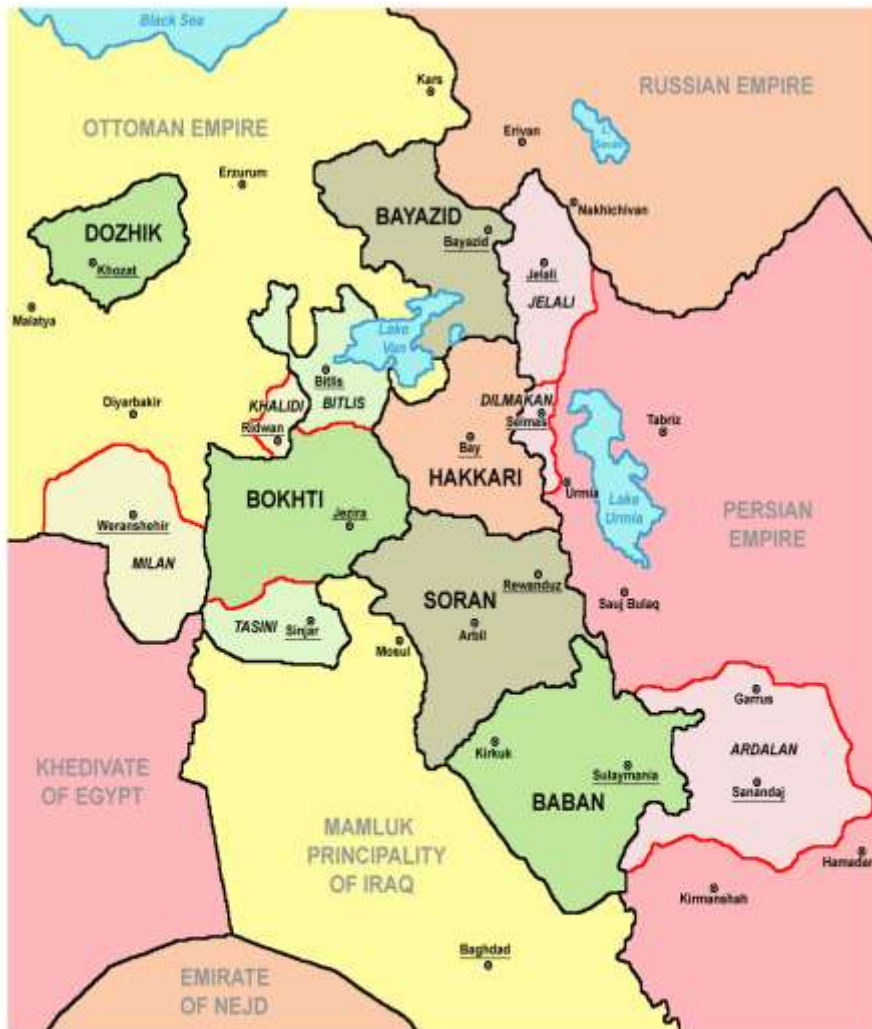 Black Sea
Kars
RUSSIAN EMPIRE
OTTOMAN EMPIRE
Erivan
L.
Sevan
Erzurum
DOZHIK
BAYAZID
Nakhichivan
Bayazid
Khozat
Jelali
JELALI
Malatya
Lake
Van
Bitlis
KHALIDI
BITLIS
DILMAKAN
Diyarbakir
Selmas
Ridwan
Tabriz
Bay
HAKKARI
Urmia
BOKHTI
Lake
Urmia
Weranshehir
Jezira
PERSIAN
EMPIRE
MILAN
Rewanduz
SORAN
Sauj Bulaq
TASINI
Sinjar
Arbil
Mosul
Garrus
Kirkuk
ARDALAN
KHEDIVATE
OF EGYPT
Sulaymania
Sanandaj
BABAN
MAMLUK
PRINCIPALITY
OF IRAQ
Hamadan
Kirmanshah
Baghdad
EMIRATE
OF NEJD